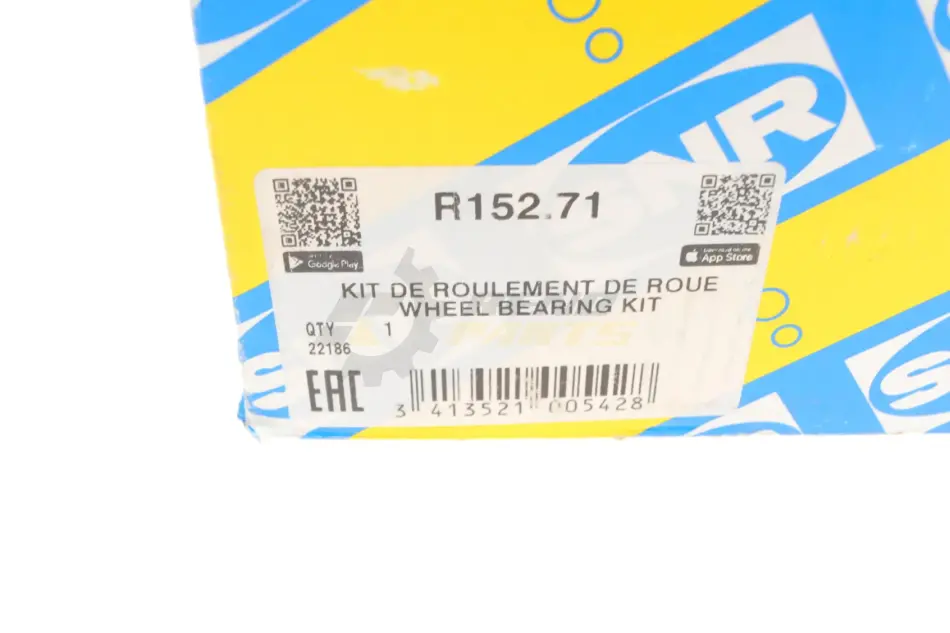 SNR
R152.71
Google Play
App Store
KIT DE ROULEMENT DE ROUE
WHEEL BEARING KIT
PARTS
QTY 1
22186
EAC
3 413521 005428